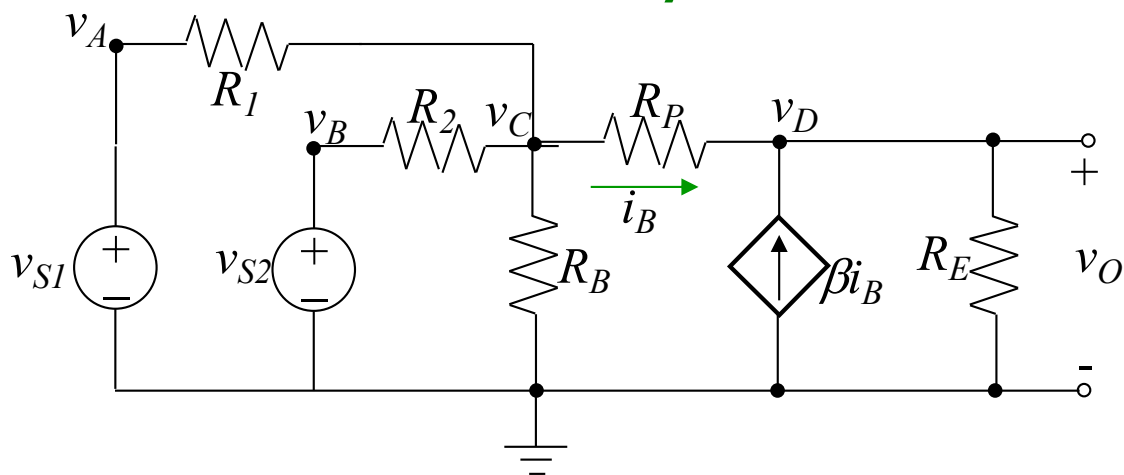 v_A
R_1
v_B
R_2
v_C
R_P
v_D
i_B
+
v_S1
+
–
v_S2
+
–
R_B
βi_B
R_E
v_O
-